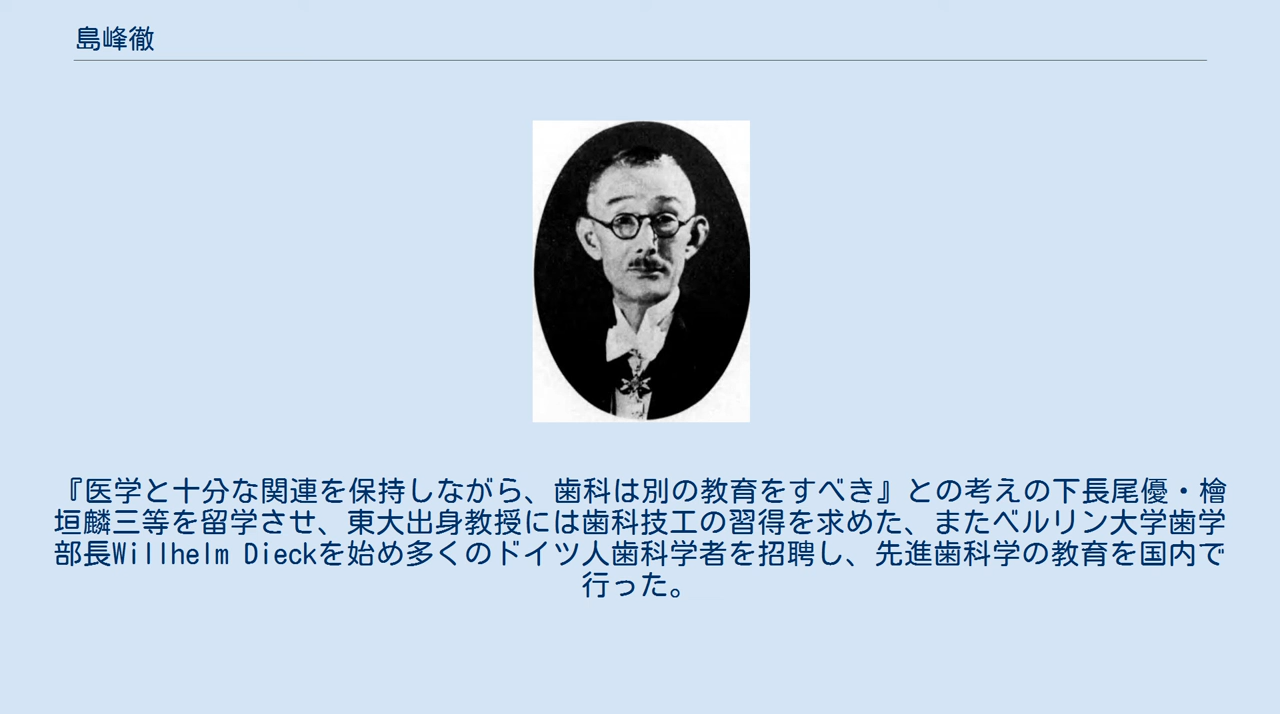 島峰徹
『医学と十分な関連を保持しながら、歯科は別の教育をすべき』との考えの下長尾優・檜
垣麟三等を留学させ、東大出身教授には歯科技工の習得を求めた、またベルリン大学歯学
部長Willhelm Dieckを始め多くのドイツ人歯科学者を招聘し、先進歯科学の教育を国内で
行った。